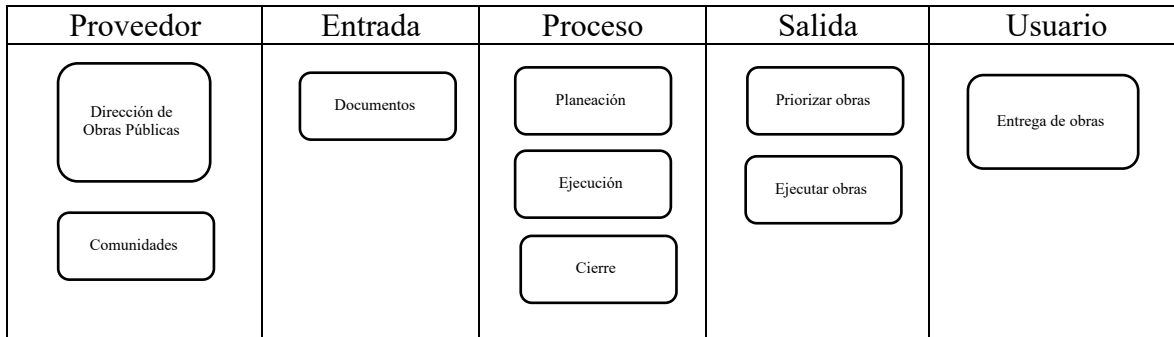 Proveedor
Entrada
Proceso
Salida
Usuario
Dirección de
Obras Públicas
Comunidades
Documentos
Planeación
Ejecución
Cierre
Priorizar obras
Ejecutar obras
Entrega de obras